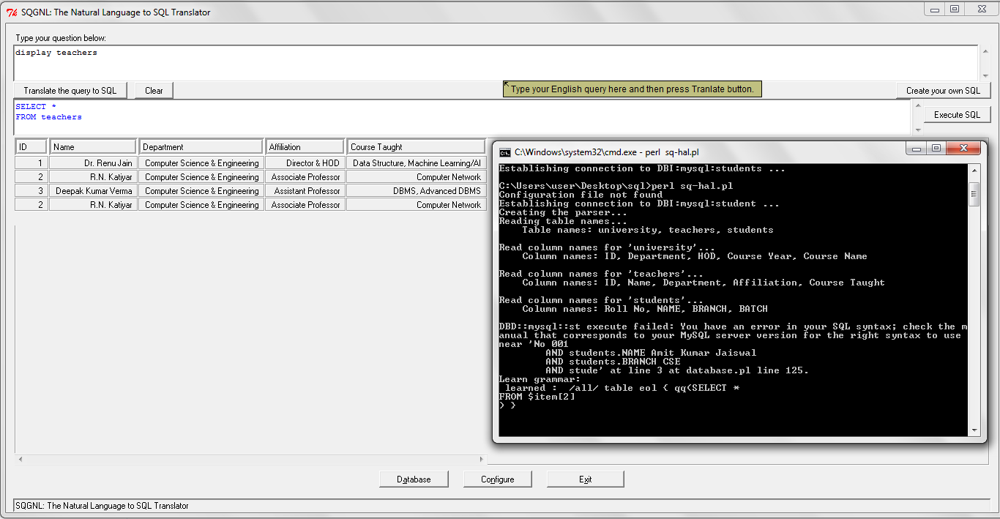 SQGNL: The Natural Language to SQL Translator
Type your question below:
display teachers
Translate the query to SQL Clear Type your English query here and then press Tranlate button. Create your own SQL
SELECT *
FROM teachers
Execute SQL
ID Name Department Affiliation Course Taught
1 Dr. Renu Jain Computer Science & Engineering Director & HOD Data Structure, Machine Learning/AI
2 R.N. Katiyar Computer Science & Engineering Associate Professor Computer Network
3 Deepak Kumar Verma Computer Science & Engineering Assistant Professor DBMS, Advanced DBMS
2 R.N. Katiyar Computer Science & Engineering Associate Professor Computer Network
C:\Windows\system32\cmd.exe - perl sq-hal.pl
Establishing connection to DBI:mysql:students ...
C:\Users\user\Desktop\sql>perl sq-hal.pl
Configuration file not found
Establishing connection to DBI:mysql:student ...
Creating the parser...
Reading table names...
Table names: university, teachers, students
Read column names for 'university'...
Column names: ID, Department, HOD, Course Year, Course Name
Read column names for 'teachers'...
Column names: ID, Name, Department, Affiliation, Course Taught
Read column names for 'students'...
Column names: Roll No, NAME, BRANCH, BATCH
DBD::mysql::st execute failed: You have an error in your SQL syntax; check the m
anual that corresponds to your MySQL server version for the right syntax to use
near 'No 001
AND students.NAME Amit Kumar Jaiswal
AND students.BRANCH CSE
AND stude' at line 3 at database.pl line 125.
Learn grammar:
learned : /all/ table eol { qq(SELECT *
FROM $item[2]
) }
Database Configure Exit
SQGNL: The Natural Language to SQL Translator